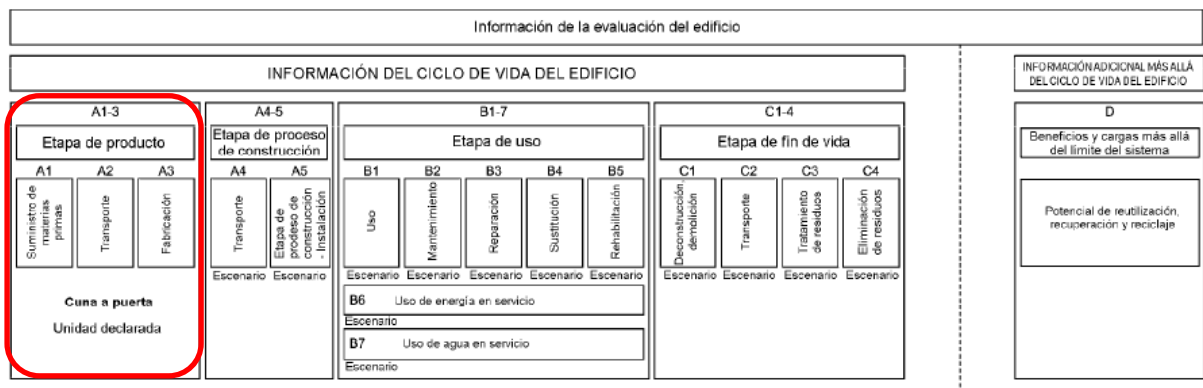 Información de la evaluación del edificio
INFORMACIÓN DEL CICLO DE VIDA DEL EDIFICIO
INFORMACIÓN ADICIONAL MÁS ALLÁ
DEL CICLO DE VIDA DEL EDIFICIO
A1-3
Etapa de producto
A1
Suministro de
materias
primas
A2
Transporte
A3
Fabricación
Cuna a puerta
Unidad declarada
A4-5
Etapa de proceso
de construcción
A4
Transporte
Escenario
A5
Etapa de
prodeso de
construcción
- Instalación
Escenario
B1-7
Etapa de uso
B1
Uso
Escenario
B2
Mantenimiento
Escenario
B3
Reparación
Escenario
B4
Sustitución
Escenario
B5
Rehabilitación
Escenario
B6 Uso de energía en servicio
Escenario
B7 Uso de agua en servicio
Escenario
C1-4
Etapa de fin de vida
C1
Deconstrucción,
demolición
Escenario
C2
Transporte
Escenario
C3
Tratamiento
de residuos
Escenario
C4
Eliminación
de residuos
Escenario
D
Beneficios y cargas más allá
del límite del sistema
Potencial de reutilización,
recuperación y reciclaje